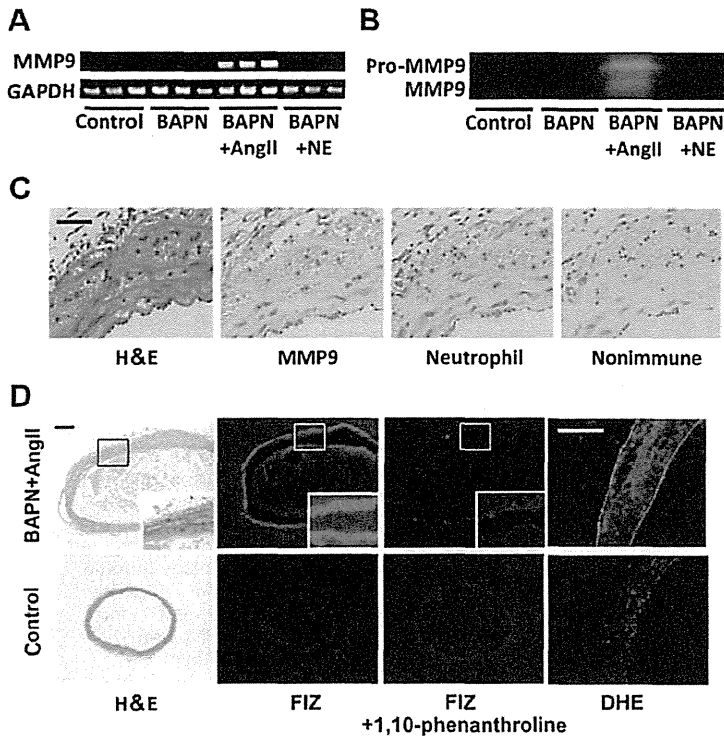 A
MMP9
GAPDH
Control BAPN BAPN +AngII BAPN +NE
B
Pro-MMP9
MMP9
Control BAPN BAPN +AngII BAPN +NE
C
H&E MMP9 Neutrophil Nonimmune
D
BAPN+AngII
Control
H&E FIZ FIZ +1,10-phenanthroline DHE